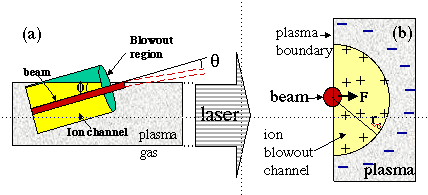 (a)
Blowout
region
beam
θ
ϕ
Ion channel
plasma
gas
laser
(b)
plasma
boundary
beam
F
ion
blowout
channel
plasma